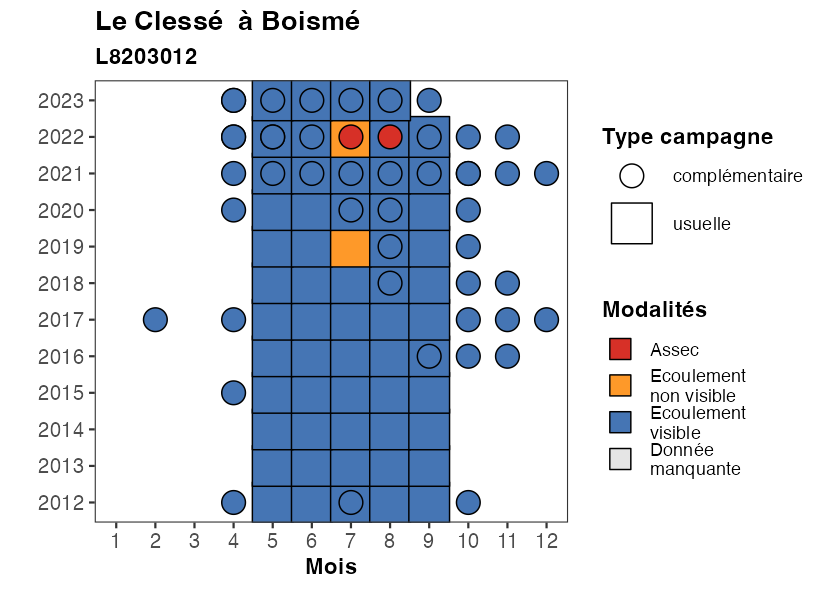 Le Clessé  à Boismé
L8203012
2023
2022
2021
2020
2019
2018
2017
2016
2015
2014
2013
2012
1 2 3 4 5 6 7 8 9 10 11 12
Mois
Type campagne
complémentaire
usuelle
Modalités
Assec
Ecoulement
non visible
Ecoulement
visible
Donnée
manquante